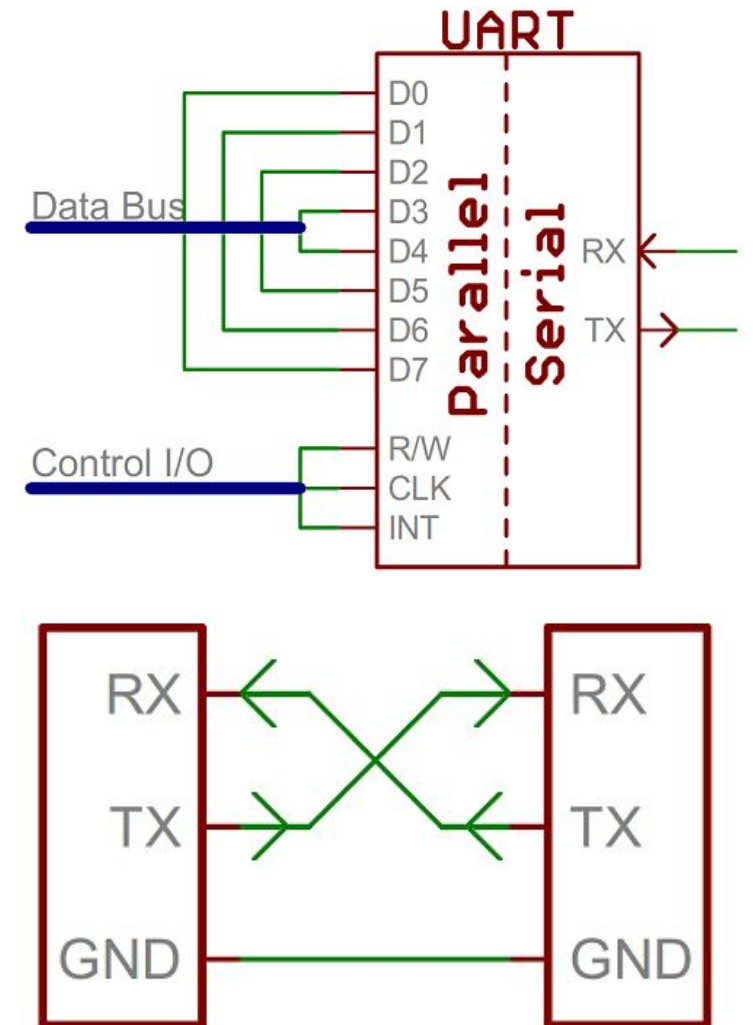 UART
D0
D1
D2
Data Bus
D3
D4
D5
D6
D7
Parallel
Serial
RX
TX
Control I/O
R/W
CLK
INT
RX
RX
TX
TX
GND
GND